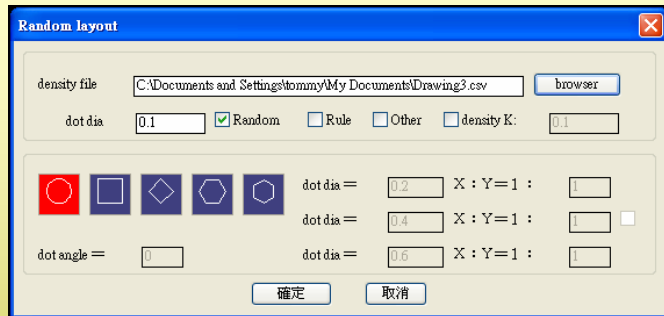 Random layout
density file C:\Documents and Settings\tommy\My Documents\Drawing3.csv browser
dot dia 0.1 Random Rule Other density K: 0.1
dot dia＝ 0.2 X：Y＝1： 1
dot dia＝ 0.4 X：Y＝1： 1
dot angle＝ 0 dot dia＝ 0.6 X：Y＝1： 1
確定 取消